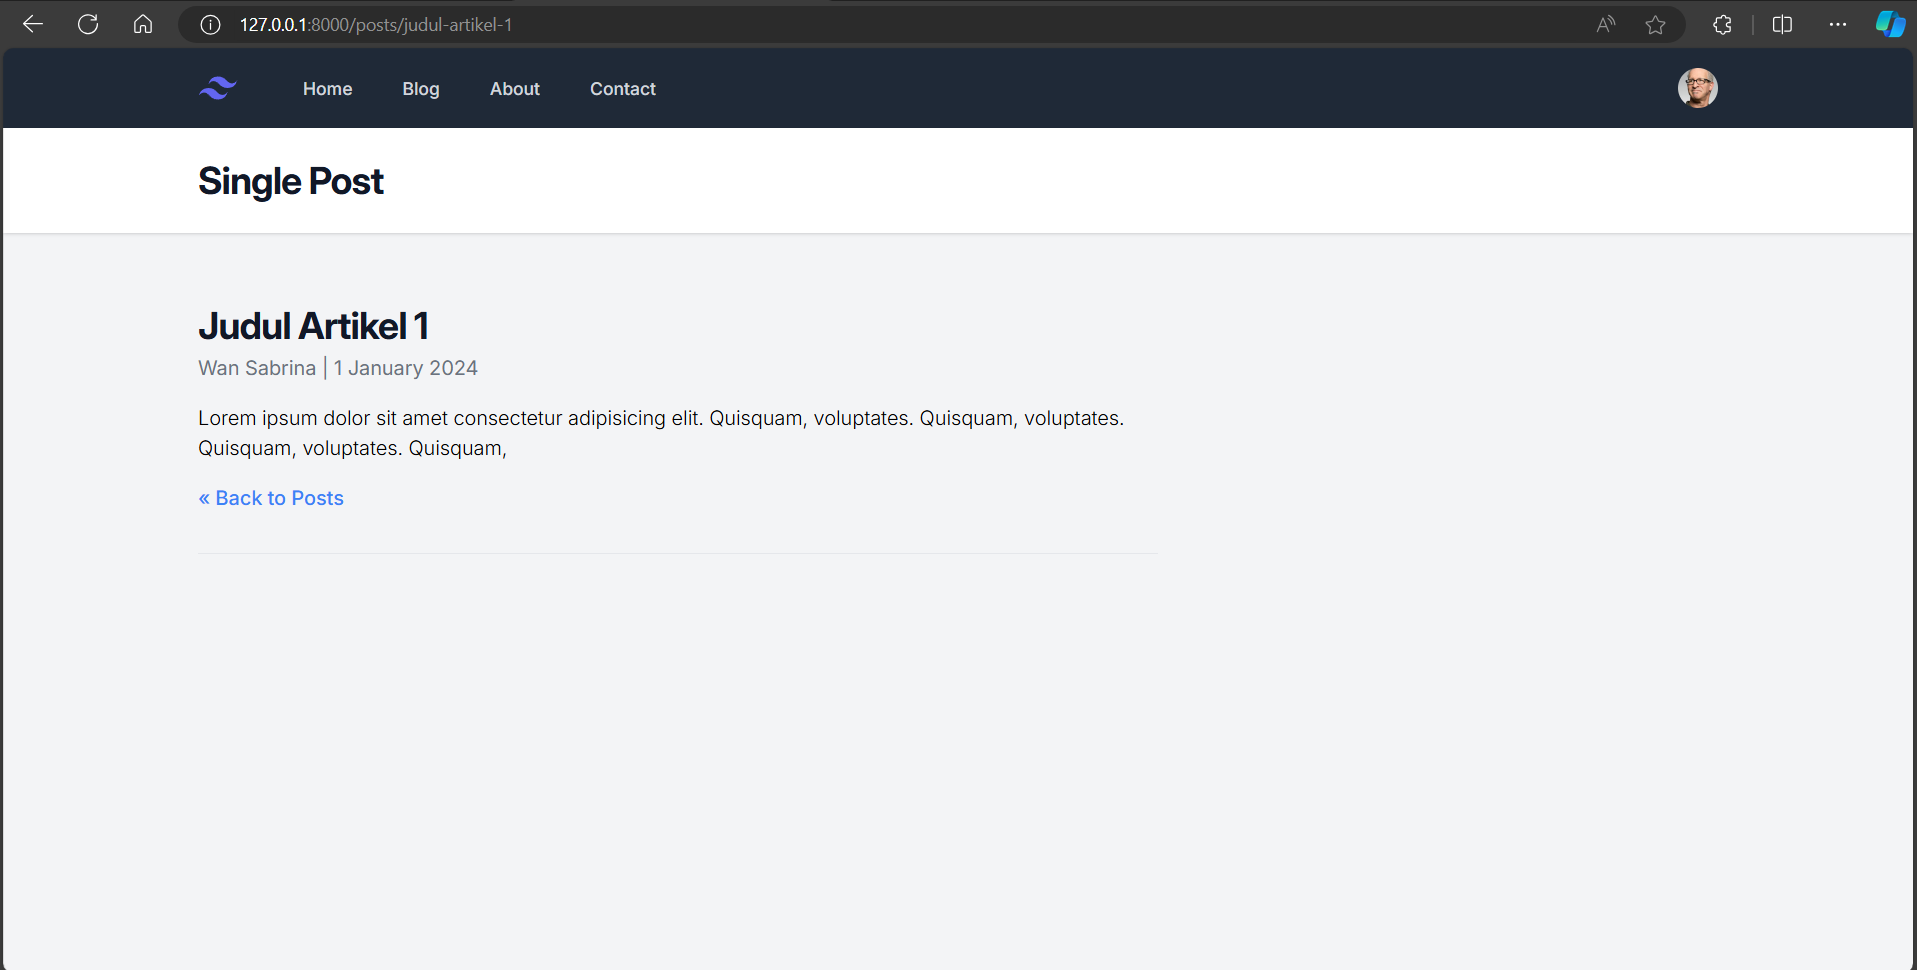 127.0.0.1:8000/posts/judul-artikel-1
Home Blog About Contact
Single Post
Judul Artikel 1
Wan Sabrina | 1 January 2024
Lorem ipsum dolor sit amet consectetur adipisicing elit. Quisquam, voluptates. Quisquam, voluptates.
Quisquam, voluptates. Quisquam,
« Back to Posts